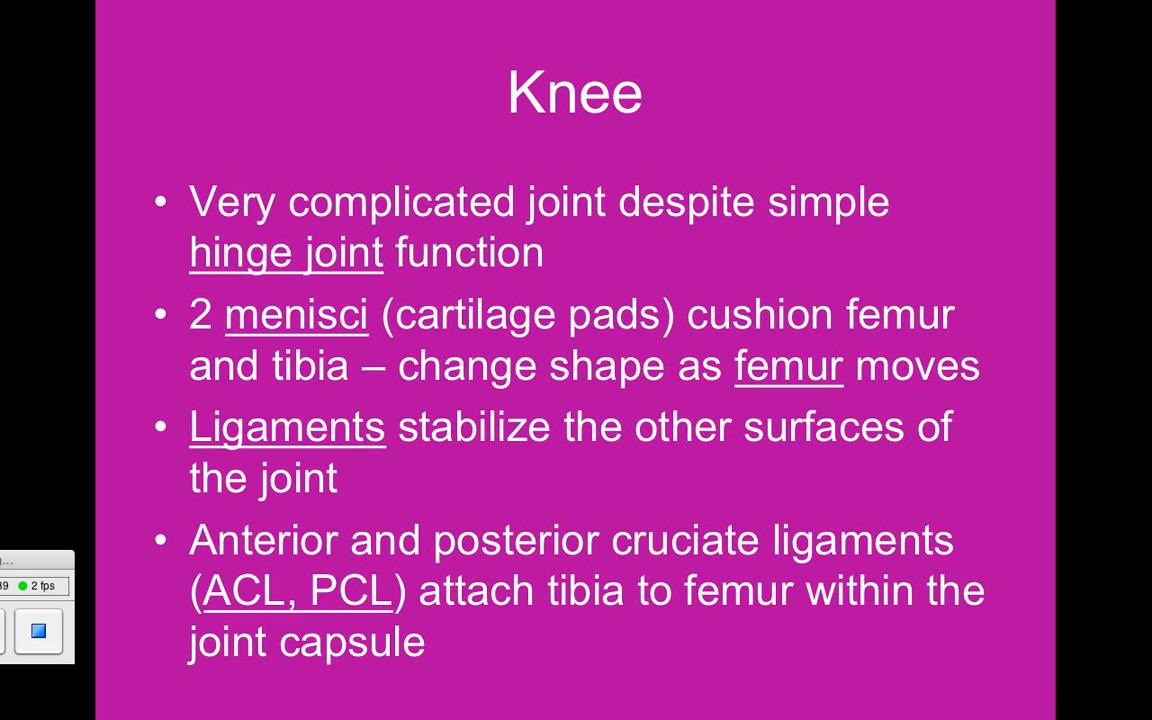 Knee
• Very complicated joint despite simple
hinge joint function
• 2 menisci (cartilage pads) cushion femur
and tibia – change shape as femur moves
• Ligaments stabilize the other surfaces of
the joint
• Anterior and posterior cruciate ligaments
(ACL, PCL) attach tibia to femur within the
joint capsule
2 fps